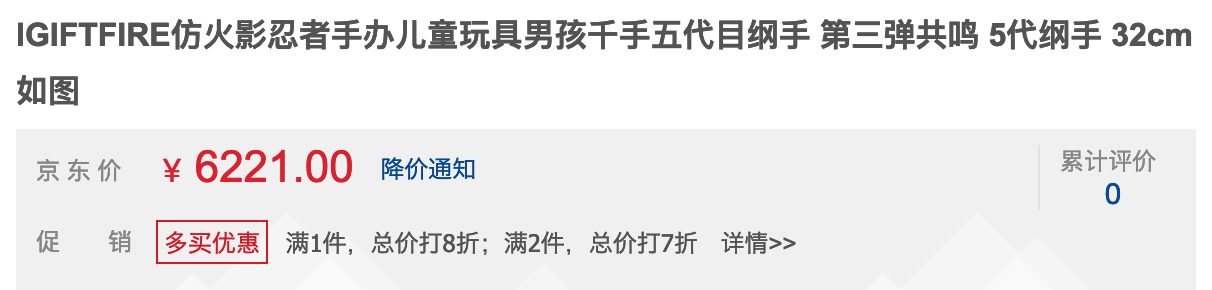 IGIFTFIRE仿火影忍者手办儿童玩具男孩千手五代目纲手 第三弹共鸣 5代纲手 32cm
如图
京东价 ￥6221.00 降价通知
累计评价
0
促销 多买优惠 满1件，总价打8折；满2件，总价打7折 详情>>